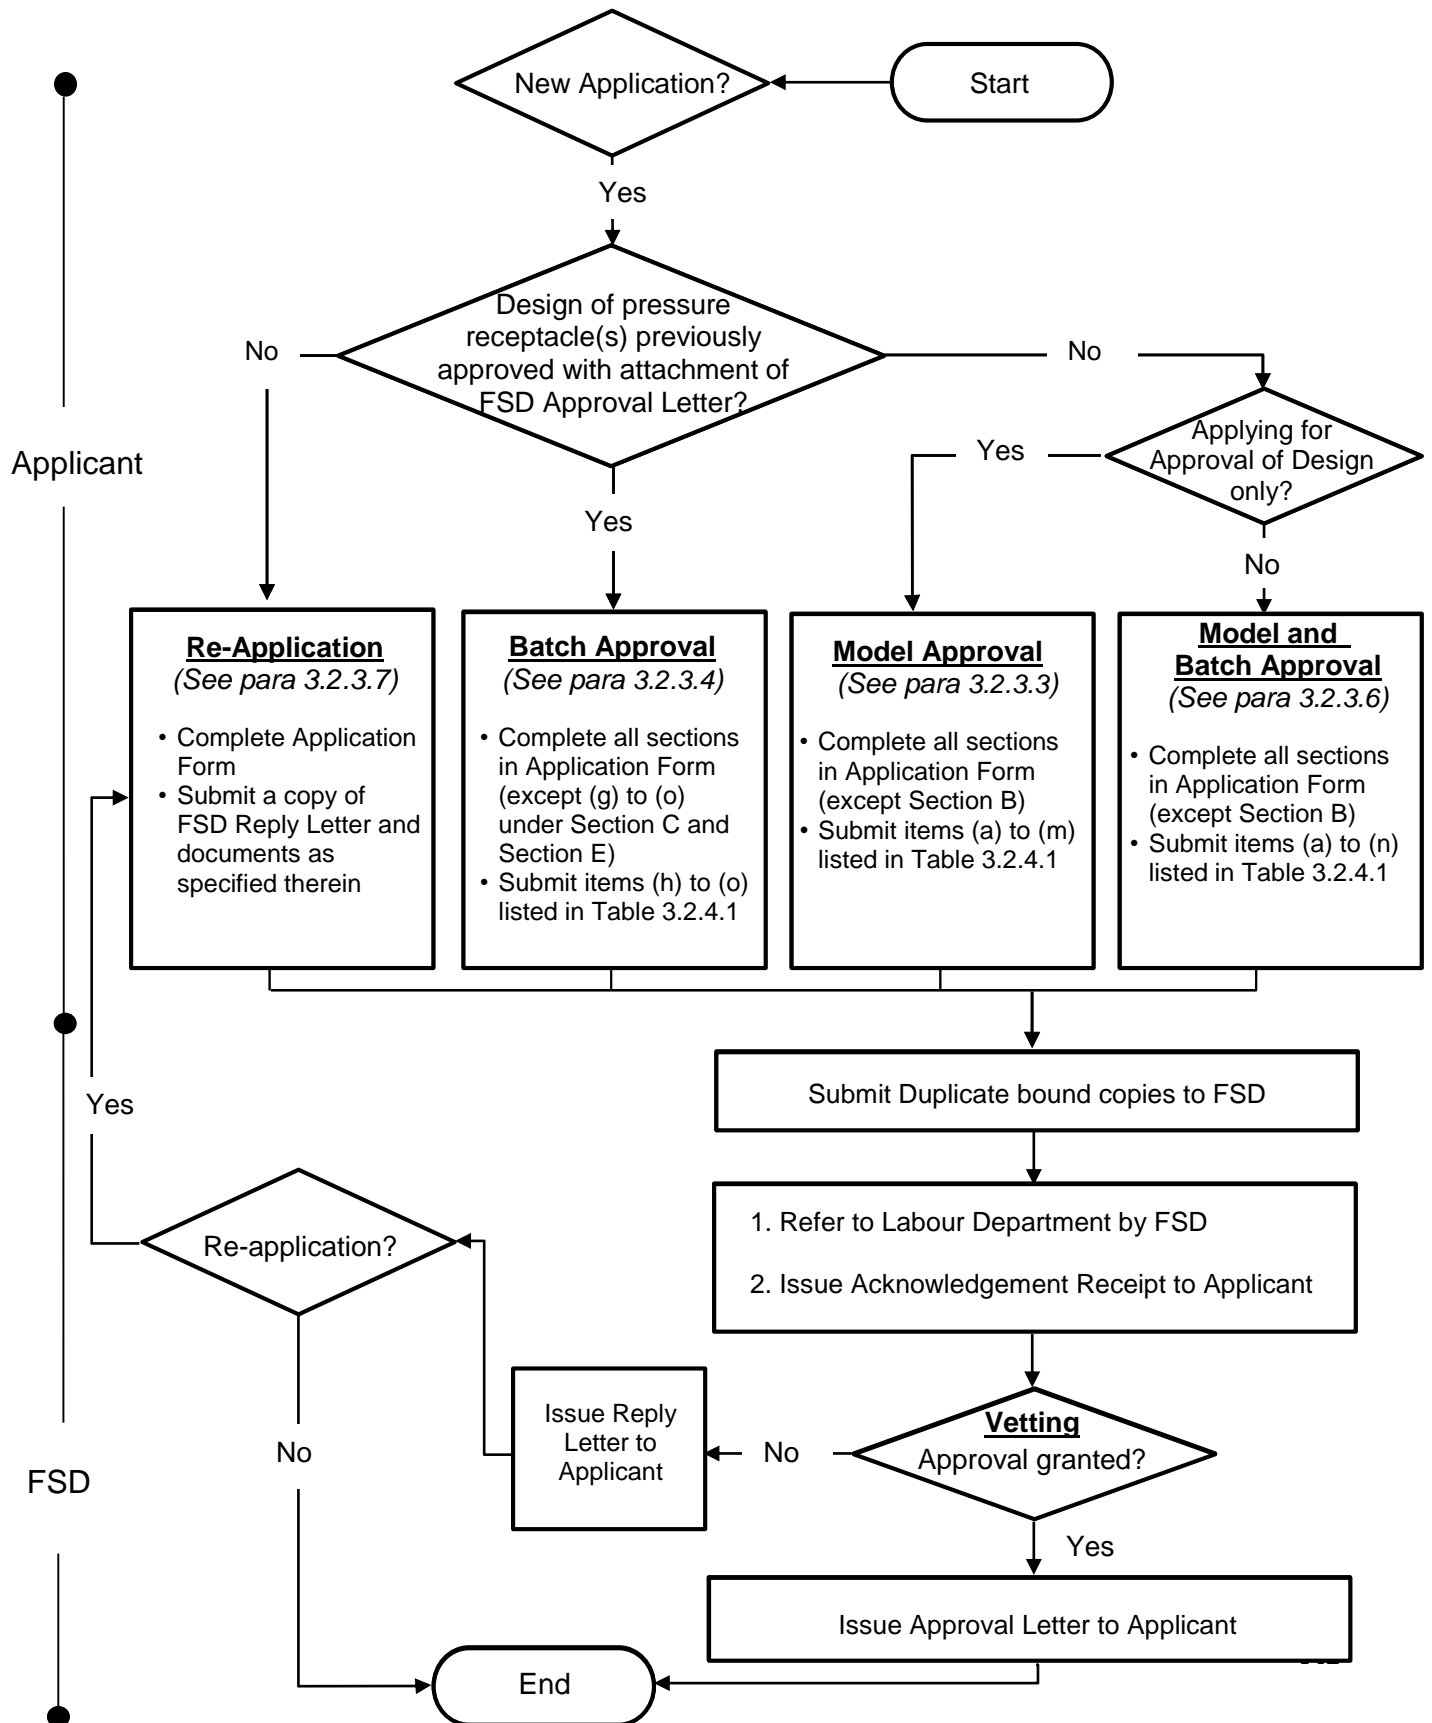 New Application?
Start
Yes
Design of pressure
receptacle(s) previously
approved with attachment of
FSD Approval Letter?
No
No
Applying for
Approval of Design
only?
Yes
Applicant
Yes
No
Re-Application
(See para 3.2.3.7)
• Complete Application
Form
• Submit a copy of
FSD Reply Letter and
documents as
specified therein
Batch Approval
(See para 3.2.3.4)
• Complete all sections
in Application Form
(except (g) to (o)
under Section C and
Section E)
• Submit items (h) to (o)
listed in Table 3.2.4.1
Model Approval
(See para 3.2.3.3)
• Complete all sections
in Application Form
(except Section B)
• Submit items (a) to (m)
listed in Table 3.2.4.1
Model and
Batch Approval
(See para 3.2.3.6)
• Complete all sections
in Application Form
(except Section B)
• Submit items (a) to (n)
listed in Table 3.2.4.1
Submit Duplicate bound copies to FSD
Yes
1. Refer to Labour Department by FSD
2. Issue Acknowledgement Receipt to Applicant
Re-application?
Issue Reply
Letter to
Applicant
No
Vetting
Approval granted?
No
FSD
Yes
Issue Approval Letter to Applicant
End